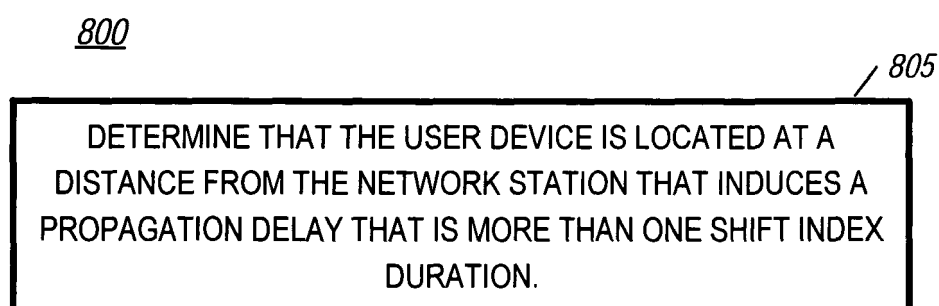 800
805
DETERMINE THAT THE USER DEVICE IS LOCATED AT A
DISTANCE FROM THE NETWORK STATION THAT INDUCES A
PROPAGATION DELAY THAT IS MORE THAN ONE SHIFT INDEX
DURATION.